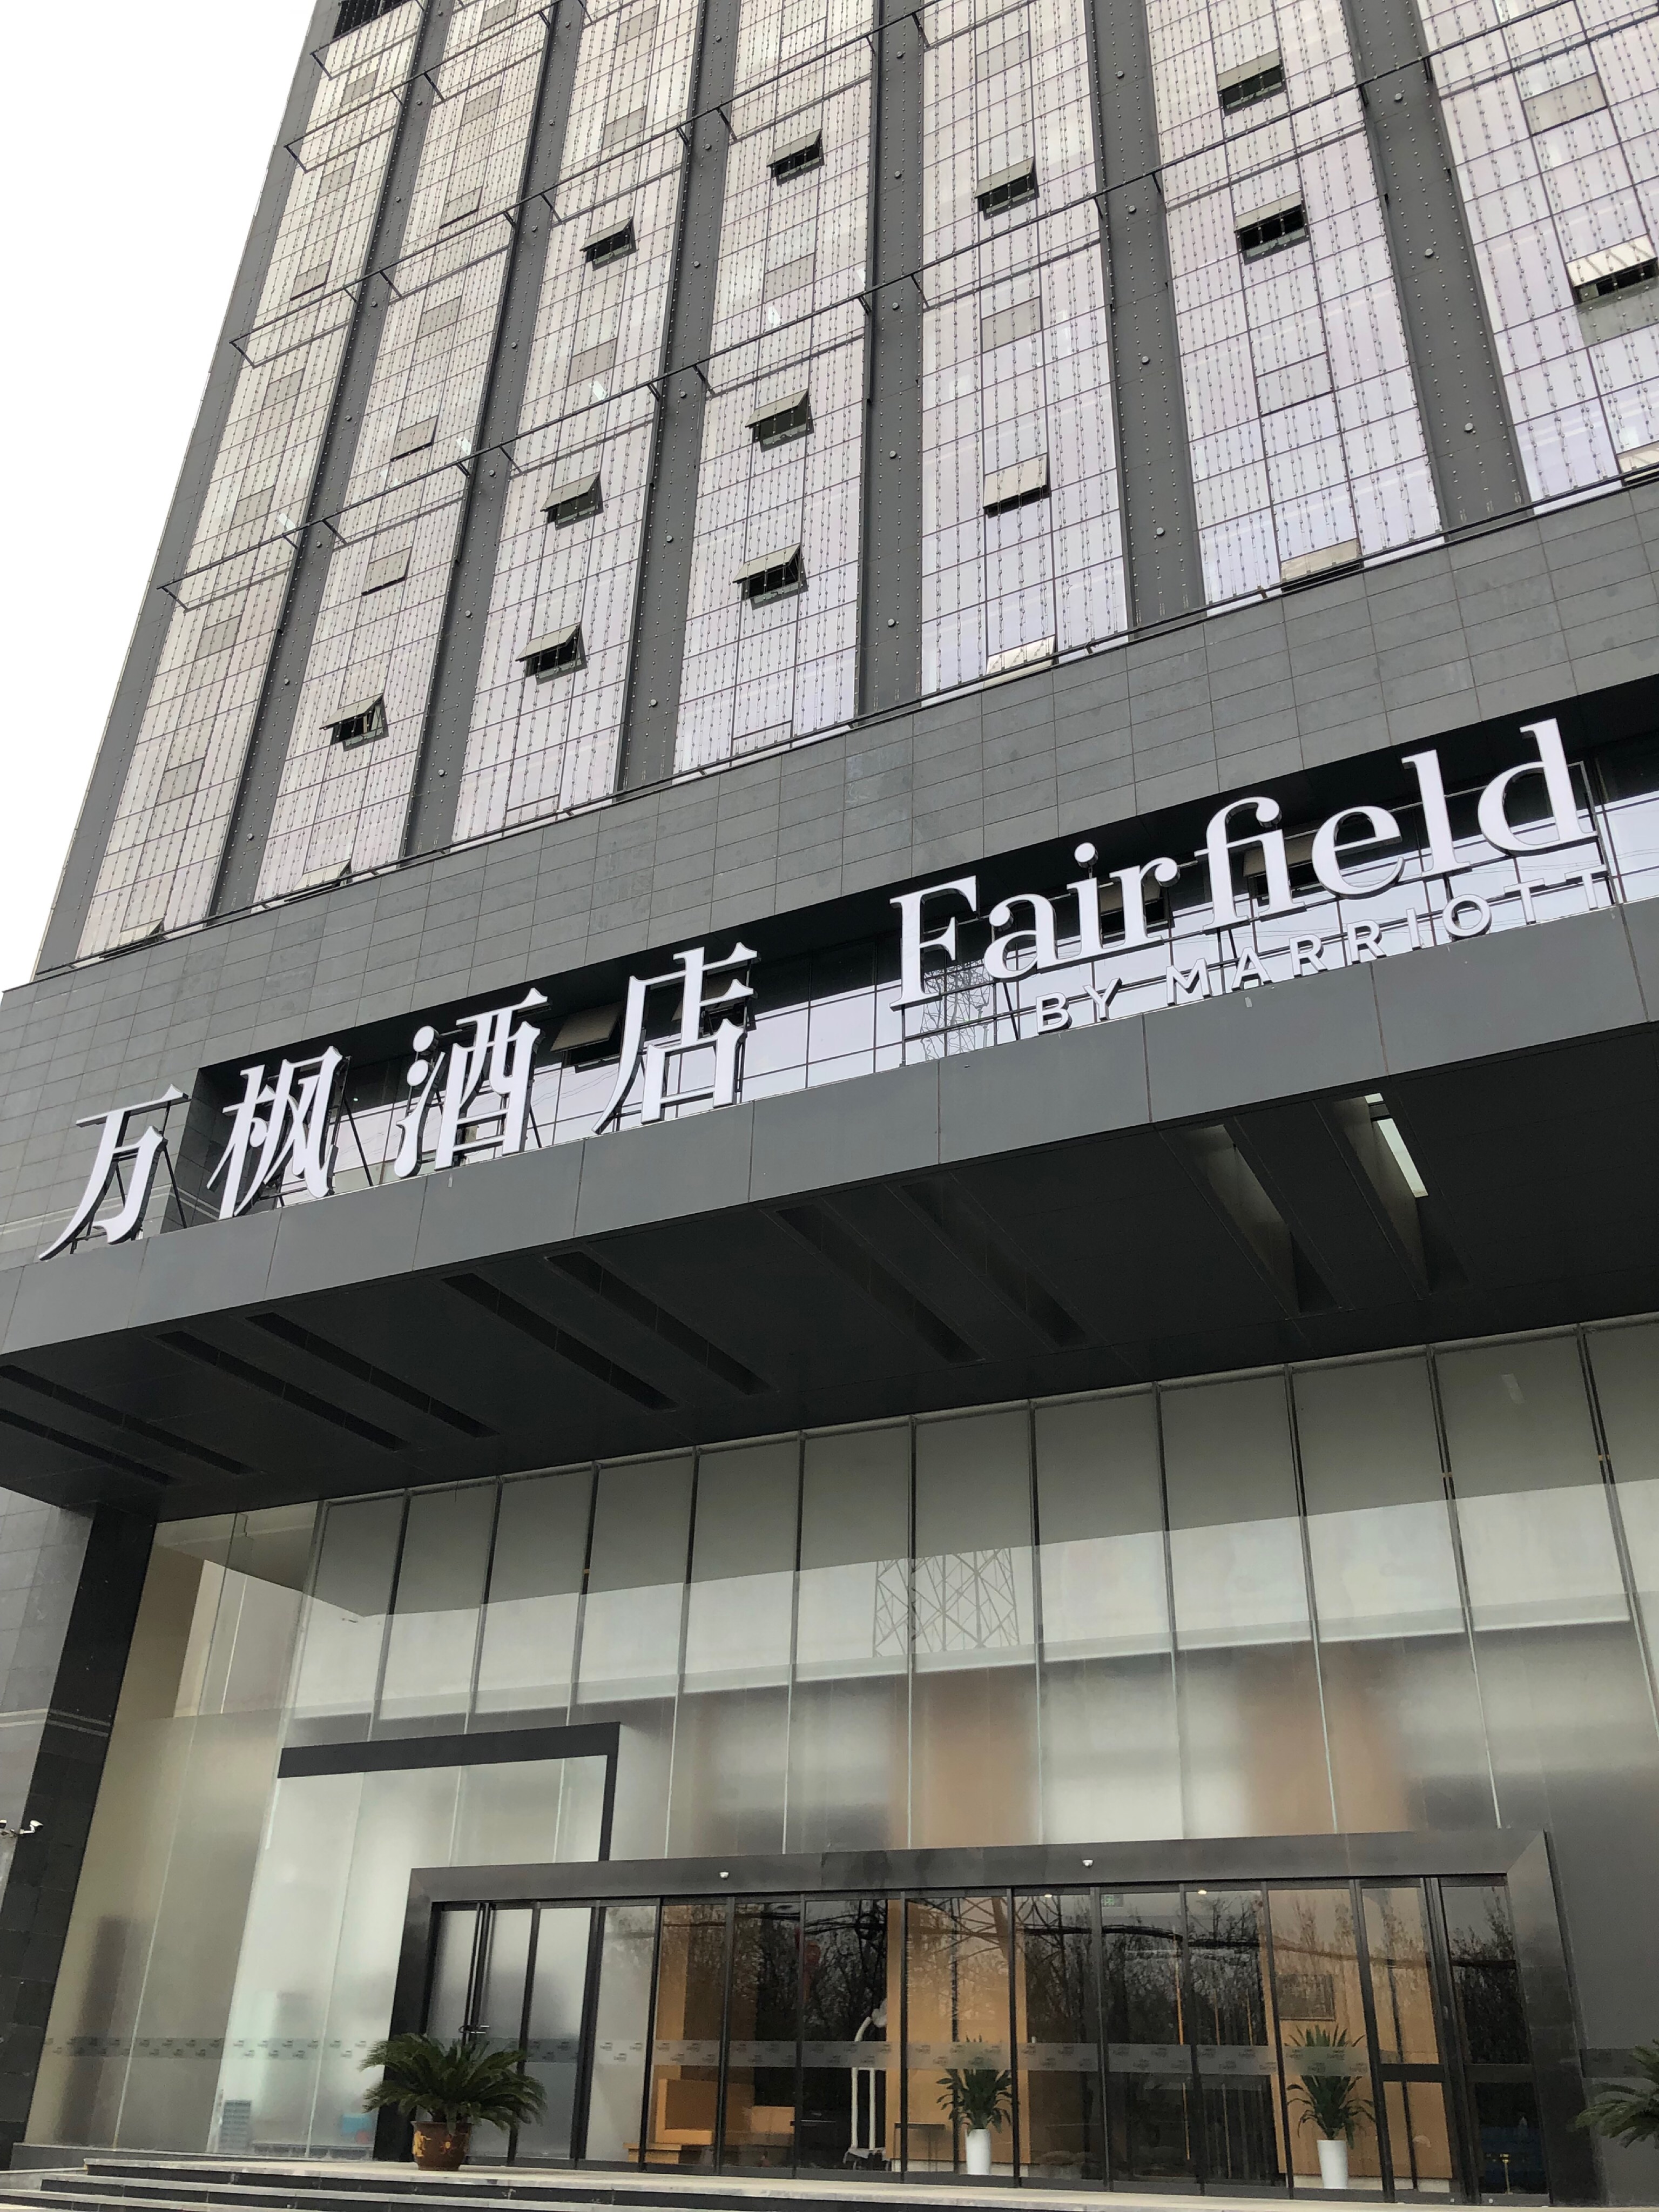 万枫酒店
Fairfield
BY MARRIOTT